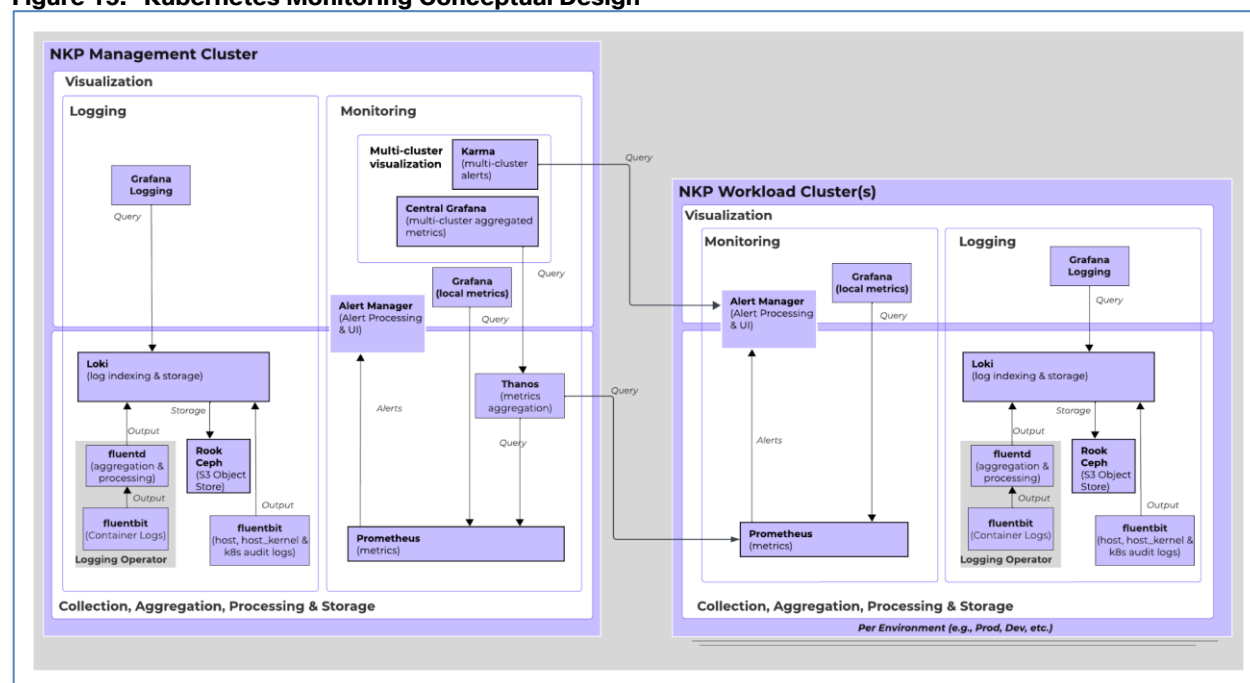 Figure 15. Kubernetes Monitoring Conceptual Design
NKP Management Cluster
Visualization
Logging
Grafana
Logging
Query
Monitoring
Multi-cluster
visualization
Karma
(multi-cluster
alerts)
Central Grafana
(multi-cluster aggregated
metrics)
Query
Query
Grafana
(local metrics)
Query
Alert Manager
(Alert Processing
& UI)
Loki
(log indexing & storage)
Storage
Output
fluentd
(aggregation &
processing)
Output
fluentbit
(Container Logs)
Logging Operator
Rook
Ceph
(S3 Object
Store)
Output
fluentbit
(host, host_kernel &
k8s audit logs)
Alerts
Thanos
(metrics
aggregation)
Query
Query
Prometheus
(metrics)
Collection, Aggregation, Processing & Storage
NKP Workload Cluster(s)
Visualization
Monitoring
Alert Manager
(Alert Processing
& UI)
Grafana
(local metrics)
Query
Alerts
Prometheus
(metrics)
Logging
Grafana
Logging
Query
Loki
(log indexing & storage)
Storage
Output
fluentd
(aggregation &
processing)
Output
fluentbit
(Container Logs)
Logging Operator
Rook
Ceph
(S3 Object
Store)
Output
fluentbit
(host, host_kernel &
k8s audit logs)
Collection, Aggregation, Processing & Storage
Per Environment (e.g., Prod, Dev, etc.)